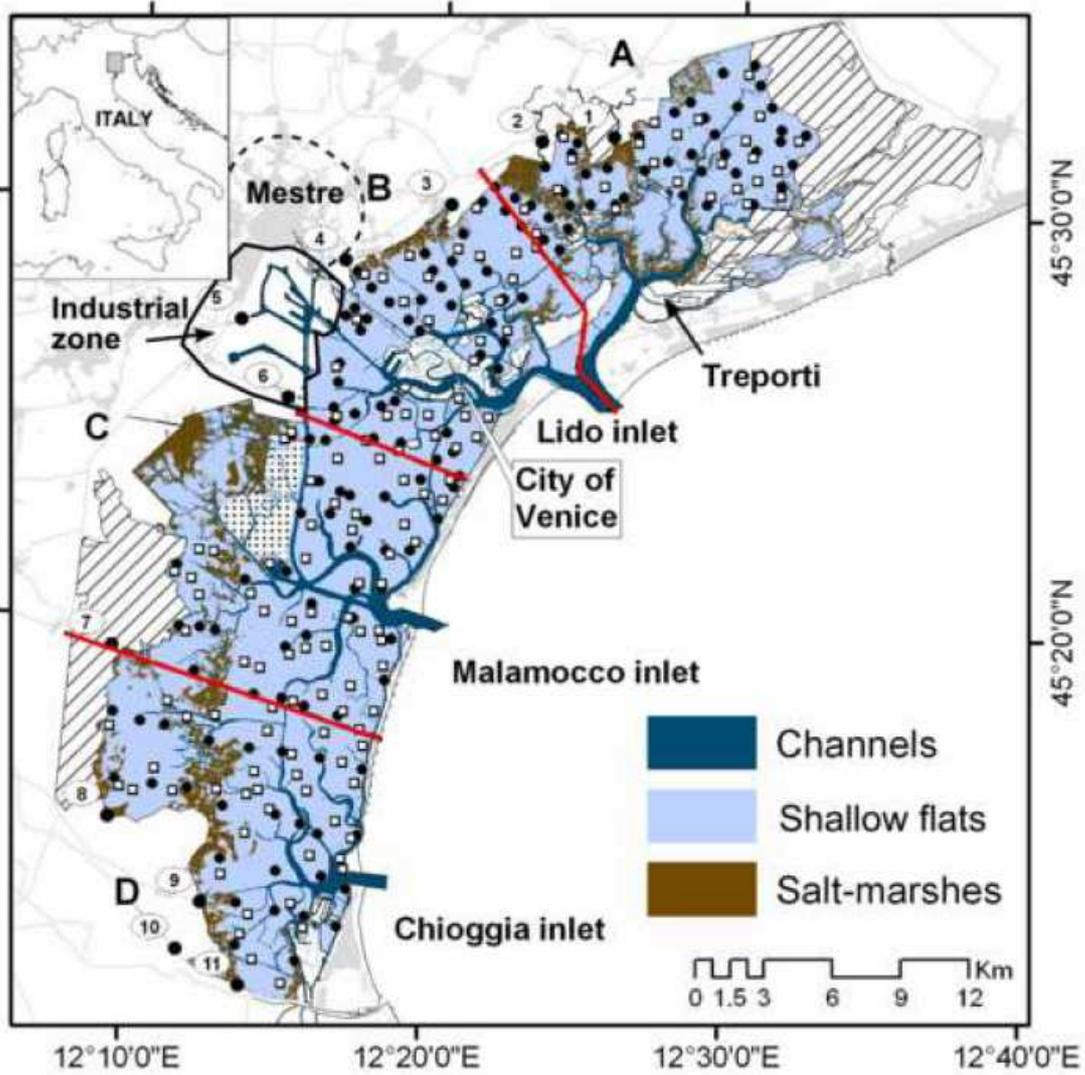 A
ITALY
2
1
Mestre
B
3
4
45°30'0"N
5
Industrial
zone
Treporti
6
C
Lido inlet
City of
Venice
7
Malamocco inlet
45°20'0"N
Channels
8
Shallow flats
9
D
Salt-marshes
10
Chioggia inlet
11
Km
0 1.5 3 6 9 12
12°10'0"E 12°20'0"E 12°30'0"E 12°40'0"E